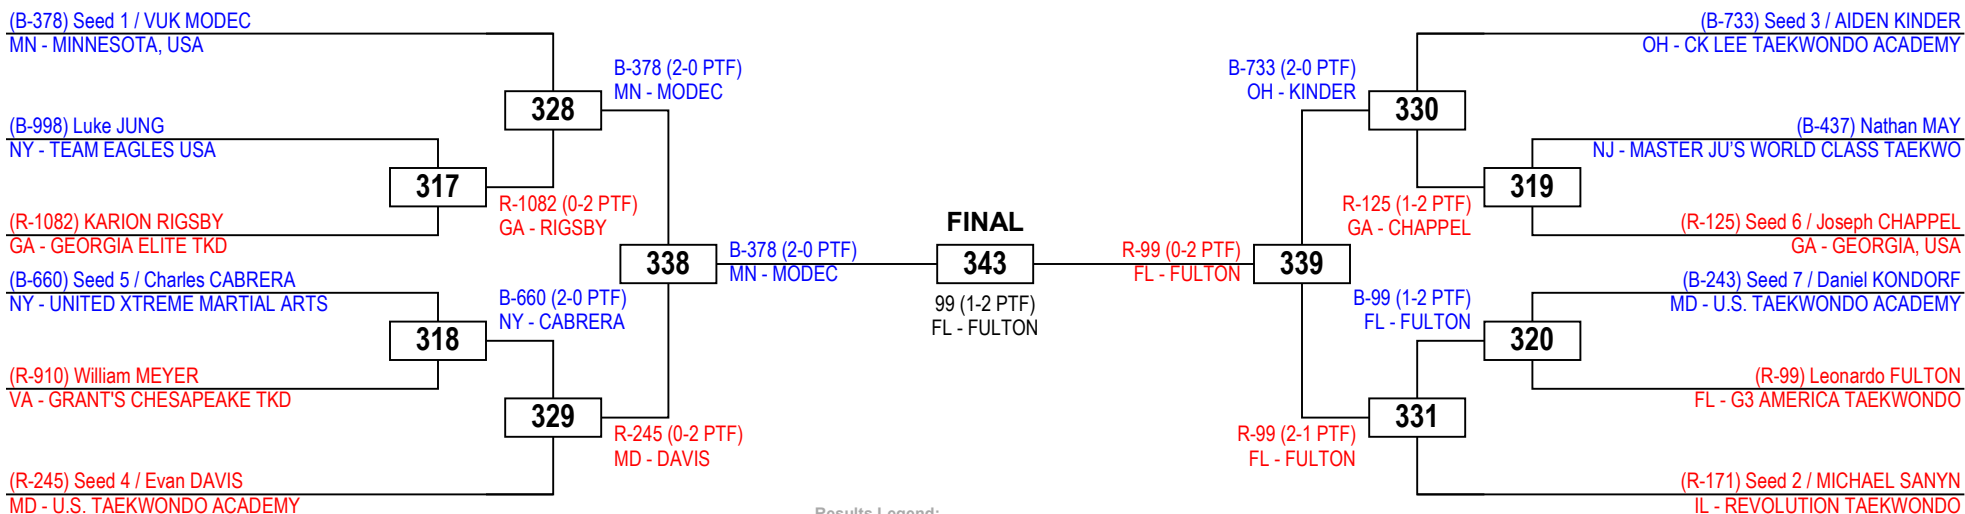 (B-378) Seed 1 / VUK MODEC
MN - MINNESOTA, USA
(B-998) Luke JUNG
NY - TEAM EAGLES USA
(R-1082) KARION RIGSBY
GA - GEORGIA ELITE TKD
(B-660) Seed 5 / Charles CABRERA
NY - UNITED XTREME MARTIAL ARTS
(R-910) William MEYER
VA - GRANT'S CHESAPEAKE TKD
(R-245) Seed 4 / Evan DAVIS
MD - U.S. TAEKWONDO ACADEMY
317
318
R-1082 (0-2 PTF)
GA - RIGSBY
B-660 (2-0 PTF)
NY - CABRERA
328
329
B-378 (2-0 PTF)
MN - MODEC
R-245 (0-2 PTF)
MD - DAVIS
338
B-378 (2-0 PTF)
MN - MODEC
FINAL
343
99 (1-2 PTF)
FL - FULTON
R-99 (0-2 PTF)
FL - FULTON
339
B-733 (2-0 PTF)
OH - KINDER
R-99 (2-1 PTF)
FL - FULTON
330
331
R-125 (1-2 PTF)
GA - CHAPPEL
B-99 (1-2 PTF)
FL - FULTON
319
320
(B-733) Seed 3 / AIDEN KINDER
OH - CK LEE TAEKWONDO ACADEMY
(B-437) Nathan MAY
NJ - MASTER JU'S WORLD CLASS TAEKWO
(R-125) Seed 6 / Joseph CHAPPEL
GA - GEORGIA, USA
(B-243) Seed 7 / Daniel KONDORF
MD - U.S. TAEKWONDO ACADEMY
(R-99) Leonardo FULTON
FL - G3 AMERICA TAEKWONDO
(R-171) Seed 2 / MICHAEL SANYN
IL - REVOLUTION TAEKWONDO
Results Legend: